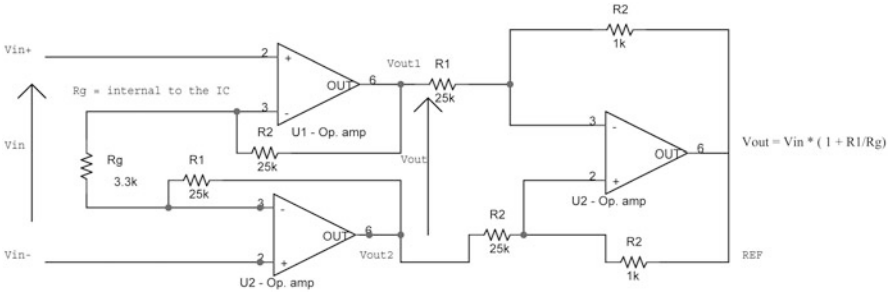 R2
1k
Vin+
2
+
Vout1
R1
OUT
6
25k
Rg = internal to the IC
3
-
U1 - Op. amp
R2
25k
Vin
Rg
3.3k
R1
25k
Vout
3
-
OUT
6
Vout = Vin * ( 1 + R1/Rg)
2
+
U2 - Op. amp
3
-
OUT
6
R2
25k
Vin-
2
+
Vout2
R2
1k
REF
U2 - Op. amp